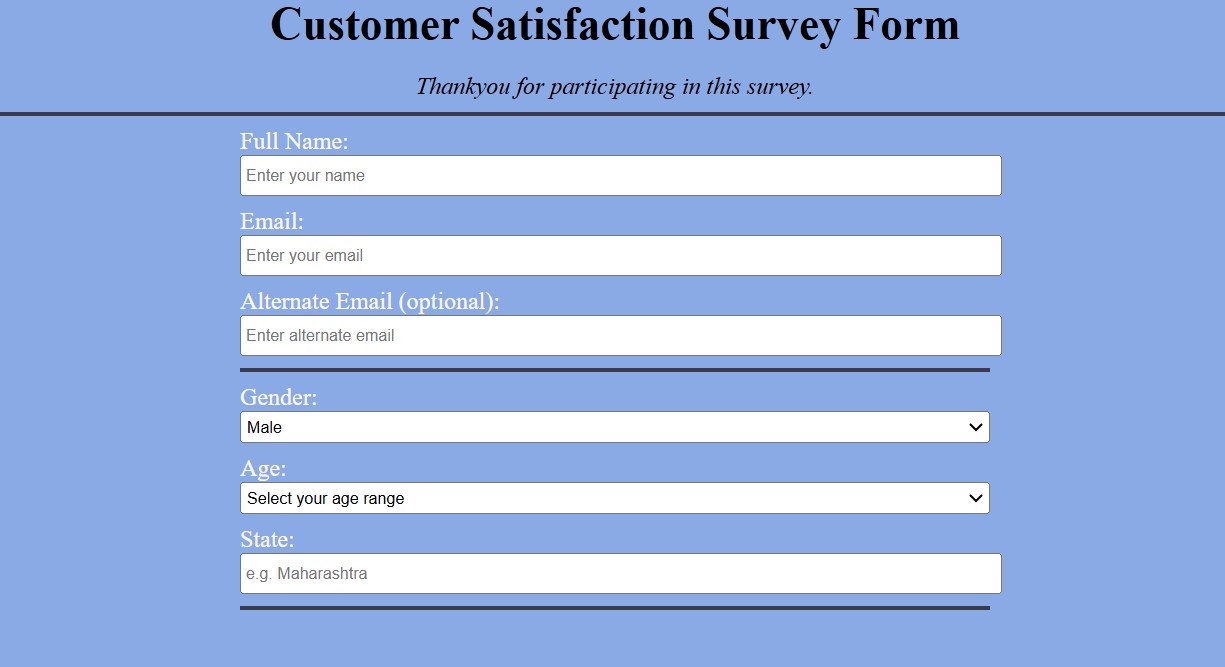 Customer Satisfaction Survey Form
Thankyou for participating in this survey.
Full Name:
Enter your name
Email:
Enter your email
Alternate Email (optional):
Enter alternate email
Gender:
Male
Age:
Select your age range
State:
e.g. Maharashtra